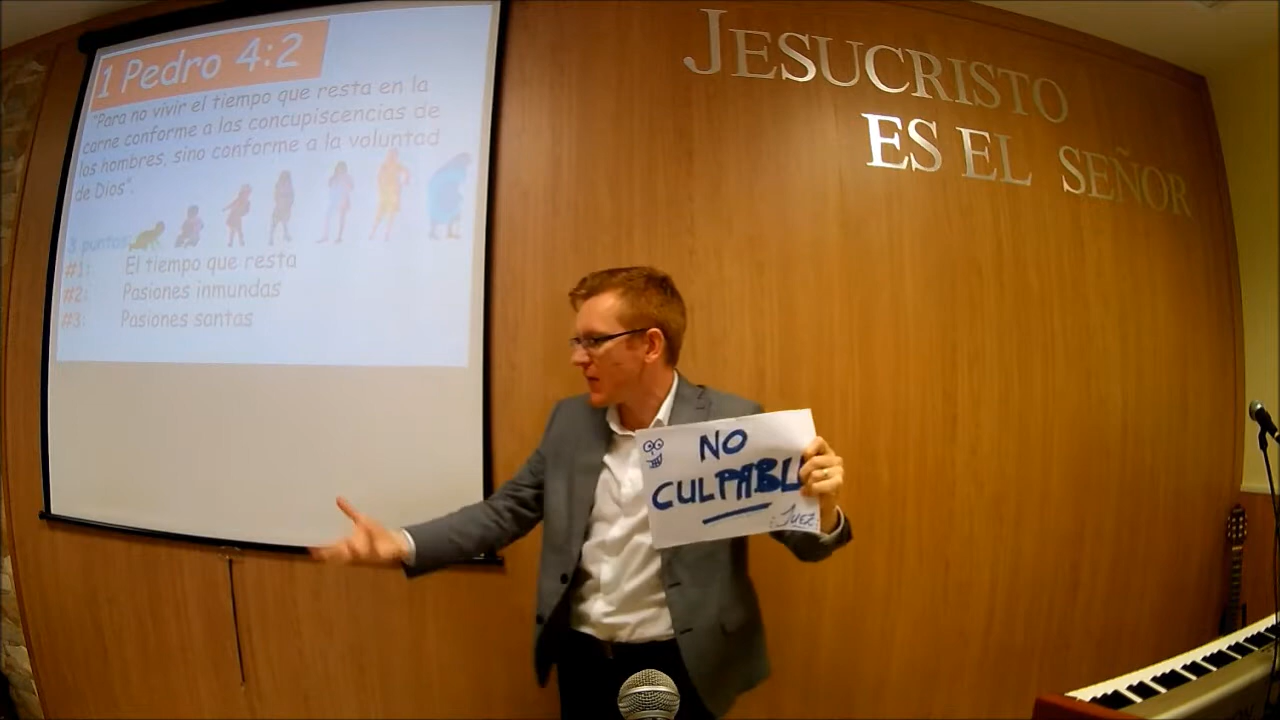 1 Pedro 4:2
"Para no vivir el tiempo que resta en la
carne conforme a las concupiscencias de
los hombres, sino conforme a la voluntad
de Dios".
3 puntos:
#1: El tiempo que resta
#2: Pasiones inmundas
#3: Pasiones santas
JESUCRISTO
ES EL SEÑOR
NO
CULPABL
Juez